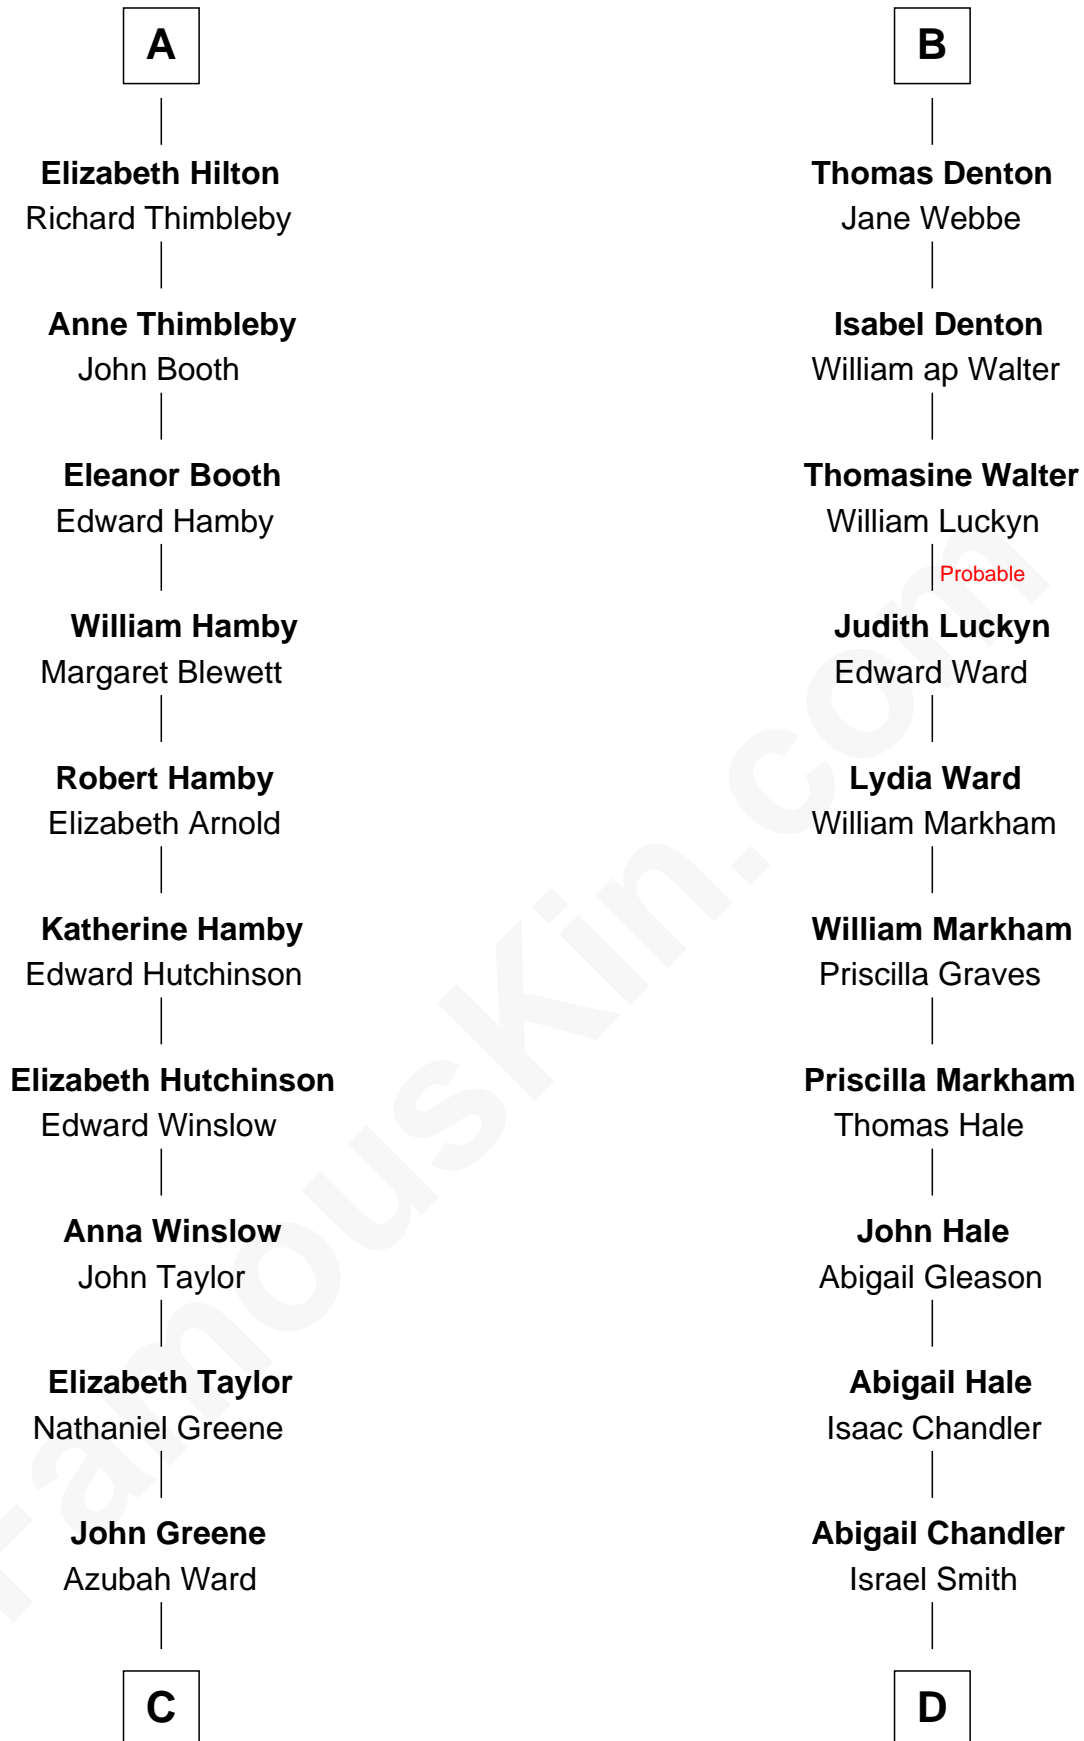 A
Elizabeth Hilton
Richard Thimbleby
Anne Thimbleby
John Booth
Eleanor Booth
Edward Hamby
William Hamby
Margaret Blewett
Robert Hamby
Elizabeth Arnold
Katherine Hamby
Edward Hutchinson
Elizabeth Hutchinson
Edward Winslow
Anna Winslow
John Taylor
Elizabeth Taylor
Nathaniel Greene
John Greene
Azubah Ward
C
B
Thomas Denton
Jane Webbe
Isabel Denton
William ap Walter
Thomasine Walter
William Luckyn
Probable
Judith Luckyn
Edward Ward
Lydia Ward
William Markham
William Markham
Priscilla Graves
Priscilla Markham
Thomas Hale
John Hale
Abigail Gleason
Abigail Hale
Isaac Chandler
Abigail Chandler
Israel Smith
D
FamousKin.com